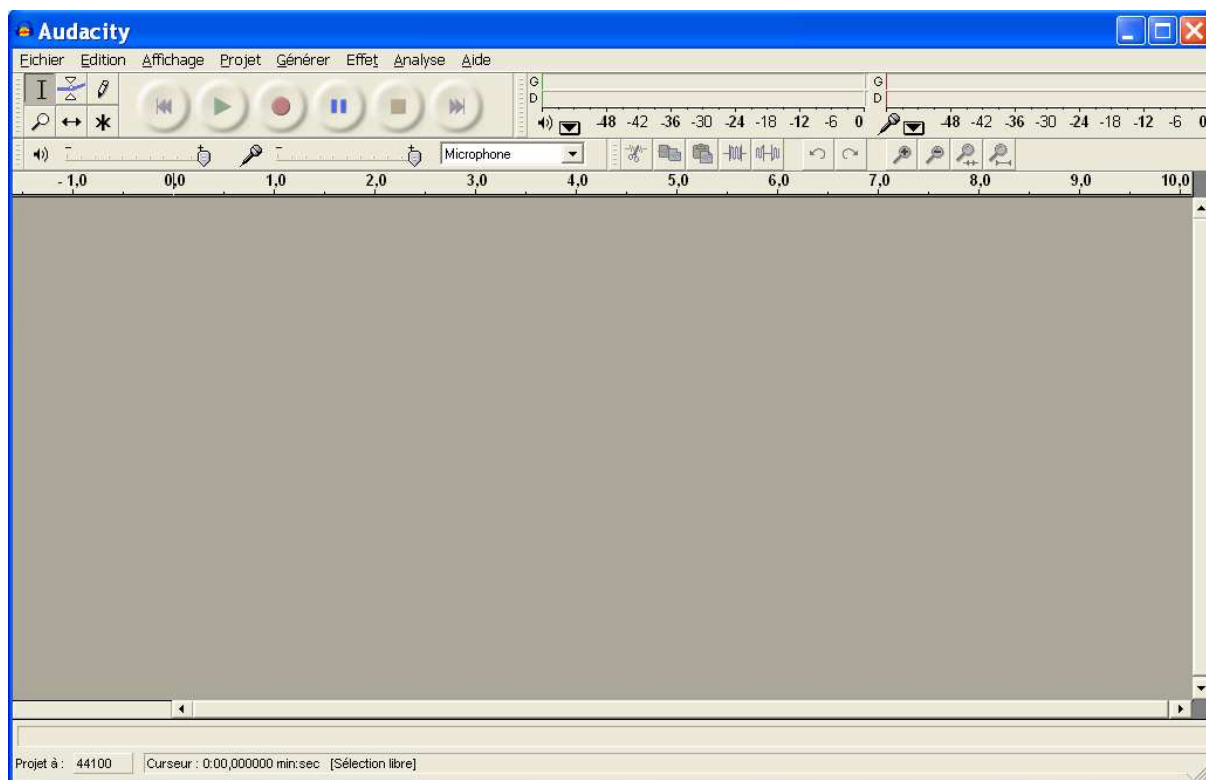 Audacity
Fichier Edition Affichage Projet Générer Effet Analyse Aide
G
D
-48 -42 -36 -30 -24 -18 -12 -6 0
G
D
-48 -42 -36 -30 -24 -18 -12 -6 0
Microphone
- 1,0 0,0 1,0 2,0 3,0 4,0 5,0 6,0 7,0 8,0 9,0 10,0
Projet à : 44100 Curseur : 0:00,000000 min:sec [Sélection libre]